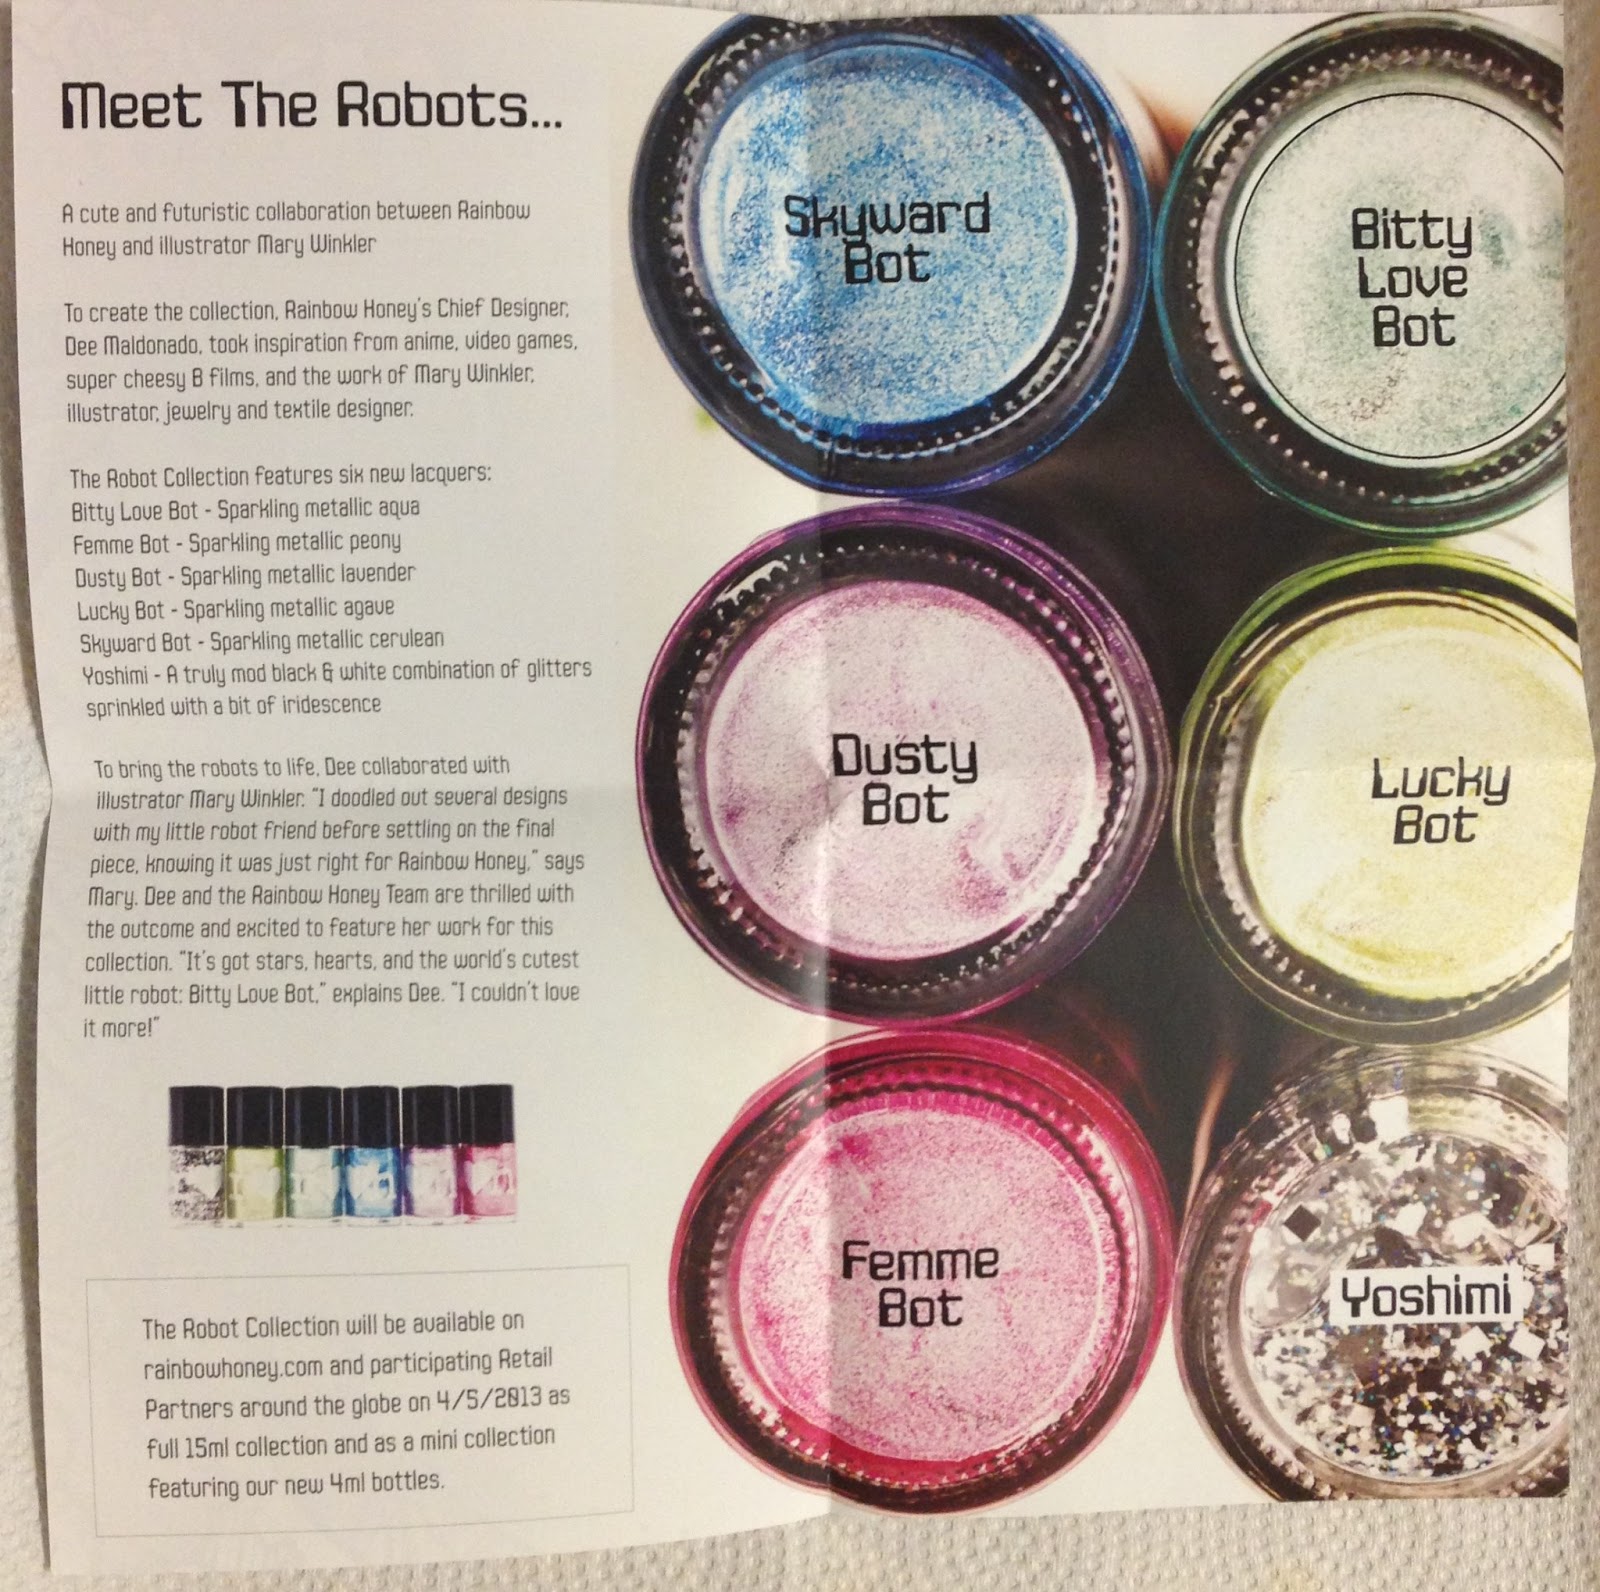 Meet The Robots...
A cute and futuristic collaboration between Rainbow
Honey and illustrator Mary Winkler
To create the collection, Rainbow Honey's Chief Designer,
Dee Maldonado, took inspiration from anime, video games,
super cheesy B films, and the work of Mary Winkler,
illustrator, jewelry and textile designer.
The Robot Collection features six new lacquers:
Bitty Love Bot - Sparkling metallic aqua
Femme Bot - Sparkling metallic peony
Dusty Bot - Sparkling metallic lavender
Lucky Bot - Sparkling metallic agave
Skyward Bot - Sparkling metallic cerulean
Yoshimi - A truly mod black & white combination of glitters
sprinkled with a bit of iridescence
To bring the robots to life, Dee collaborated with
illustrator Mary Winkler. "I doodled out several designs
with my little robot friend before settling on the final
piece, knowing it was just right for Rainbow Honey," says
Mary. Dee and the Rainbow Honey Team are thrilled with
the outcome and excited to feature her work for this
collection. "It's got stars, hearts, and the world's cutest
little robot: Bitty Love Bot," explains Dee. "I couldn't love
it more!"
The Robot Collection will be available on
rainbowhoney.com and participating Retail
Partners around the globe on 4/5/2013 as
full 15ml collection and as a mini collection
featuring our new 4ml bottles.
Skyward
Bot
Bitty
Love
Bot
Dusty
Bot
Lucky
Bot
Femme
Bot
Yoshimi